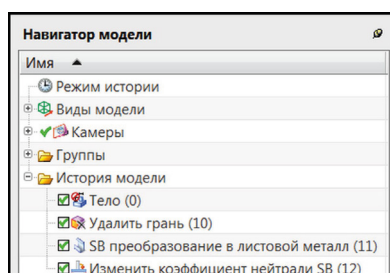 Навигатор модели
Имя
Режим истории
Виды модели
Камеры
Группы
История модели
Тело (0)
Удалить грань (10)
SB преобразование в листовой металл (11)
Изменить коэффициент нейтрали SB (12)